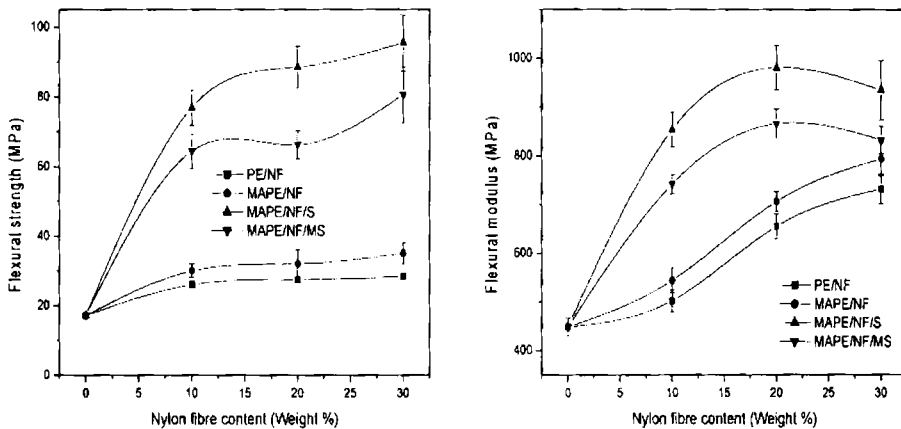 Flexural strength (MPa)
100
80
60
40
20
0
PE/NF
MAPE/NF
MAPE/NF/S
MAPE/NF/MS
0 5 10 15 20 25 30
Nylon fibre content (Weight %)
Flexural modulus (MPa)
1000
800
600
400
PE/NF
MAPE/NF
MAPE/NF/S
MAPE/NF/MS
0 5 10 15 20 25 30
Nylon fibre content (Weight %)